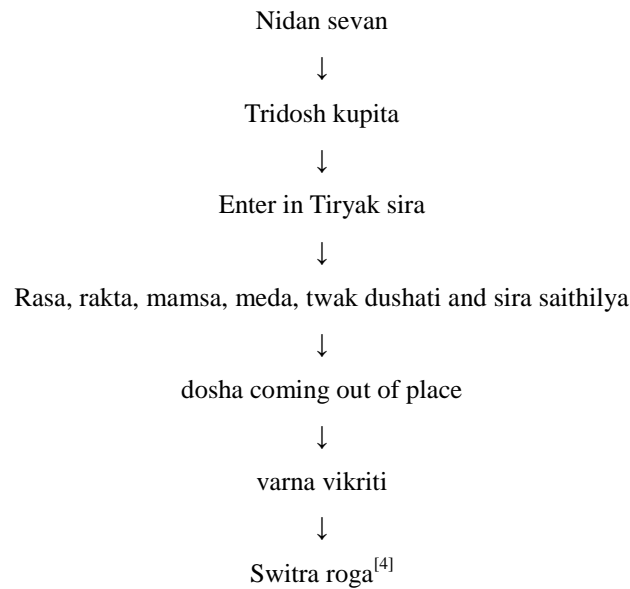 Nidan sevan
↓
Tridosh kupita
↓
Enter in Tiryak sira
↓
Rasa, rakta, mamsa, meda, twak dushati and sira saithilya
↓
dosha coming out of place
↓
varna vikriti
↓
Switra roga[4]